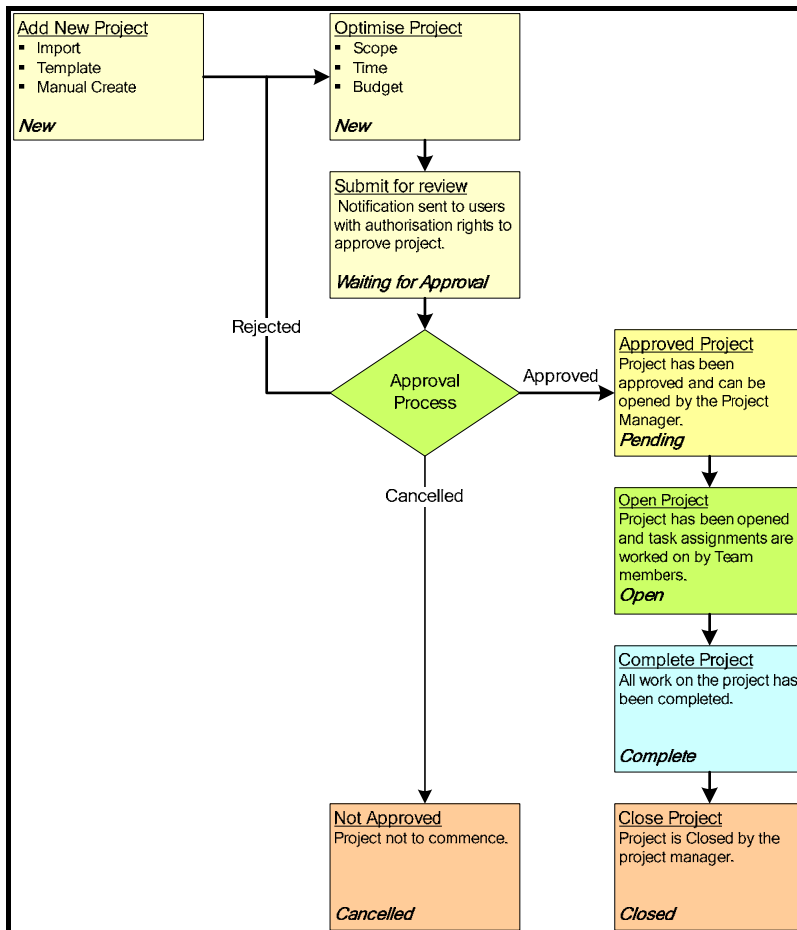 Add New Project
▪ Import
▪ Template
▪ Manual Create
New
Optimise Project
▪ Scope
▪ Time
▪ Budget
New
Submit for review
Notification sent to users
with authorisation rights to
approve project.
Waiting for Approval
Rejected
Approval
Process
Approved
Cancelled
Approved Project
Project has been
approved and can be
opened by the Project
Manager.
Pending
Open Project
Project has been opened
and task assignments are
worked on by Team
members.
Open
Complete Project
All work on the project has
been completed.
Complete
Not Approved
Project not to commence.
Cancelled
Close Project
Project is Closed by the
project manager.
Closed